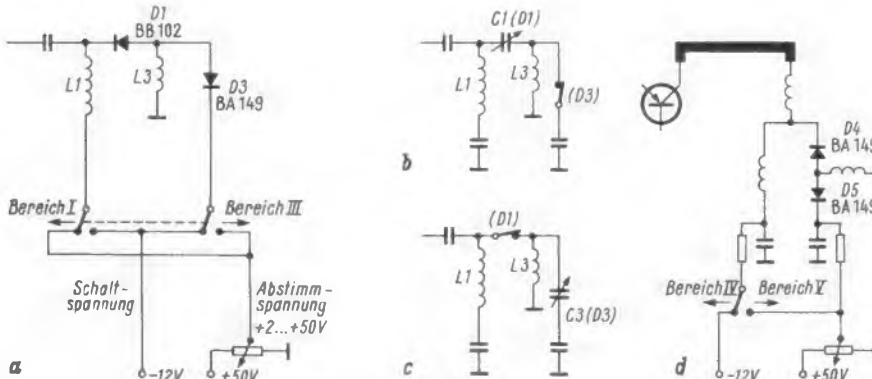 D1
BB 102
L1
L3
D3
BA 149
Bereich I
Bereich III
Schalt-
spannung
Abstimm-
spannung
+2...+50V
-12V
+50V
a
C1 (D1)
L1
L3
(D3)
b
(D1)
L1
L3
C3 (D3)
c
D4
BA 149
D5
BA 149
Bereich IV
Bereich V
-12V
+50V
d